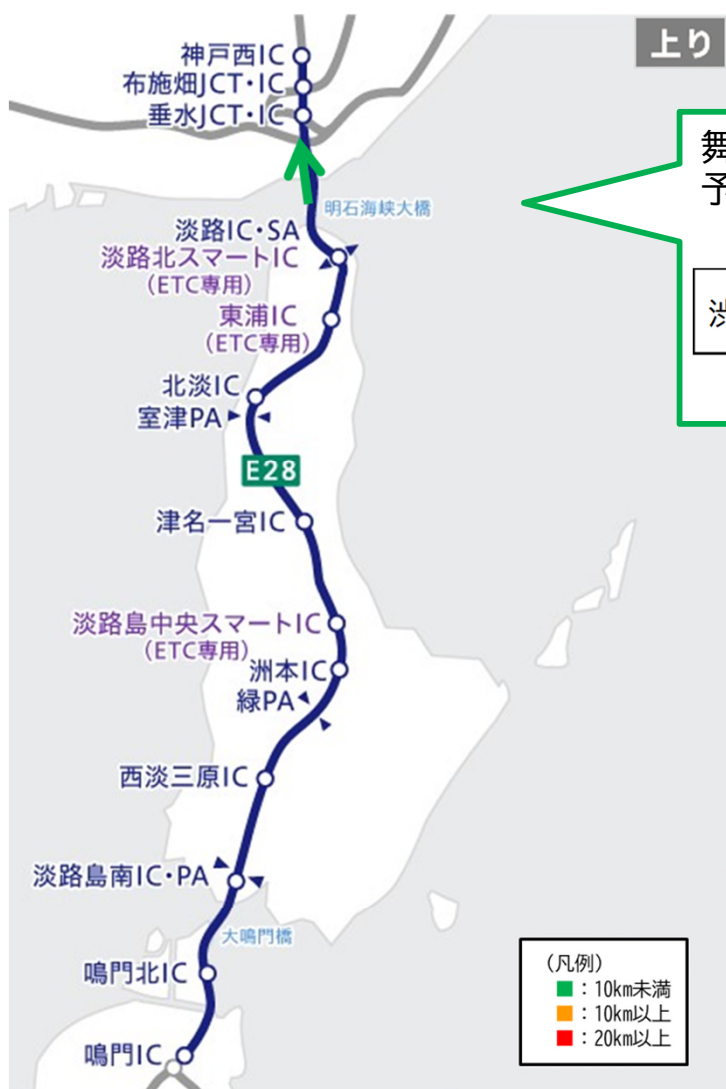 上り
神戸西IC
布施畑JCT・IC
垂水JCT・IC
舞
予
明石海峡大橋
淡路IC・SA
淡路北スマートIC
(ETC専用)
渋
東浦IC
(ETC専用)
北淡IC
室津PA
E28
津名一宮IC
淡路島中央スマートIC
(ETC専用)
洲本IC
緑PA
西淡三原IC
淡路島南IC・PA
大鳴門橋
鳴門北IC
鳴門IC
(凡例)
:10km未満
:10km以上
:20km以上